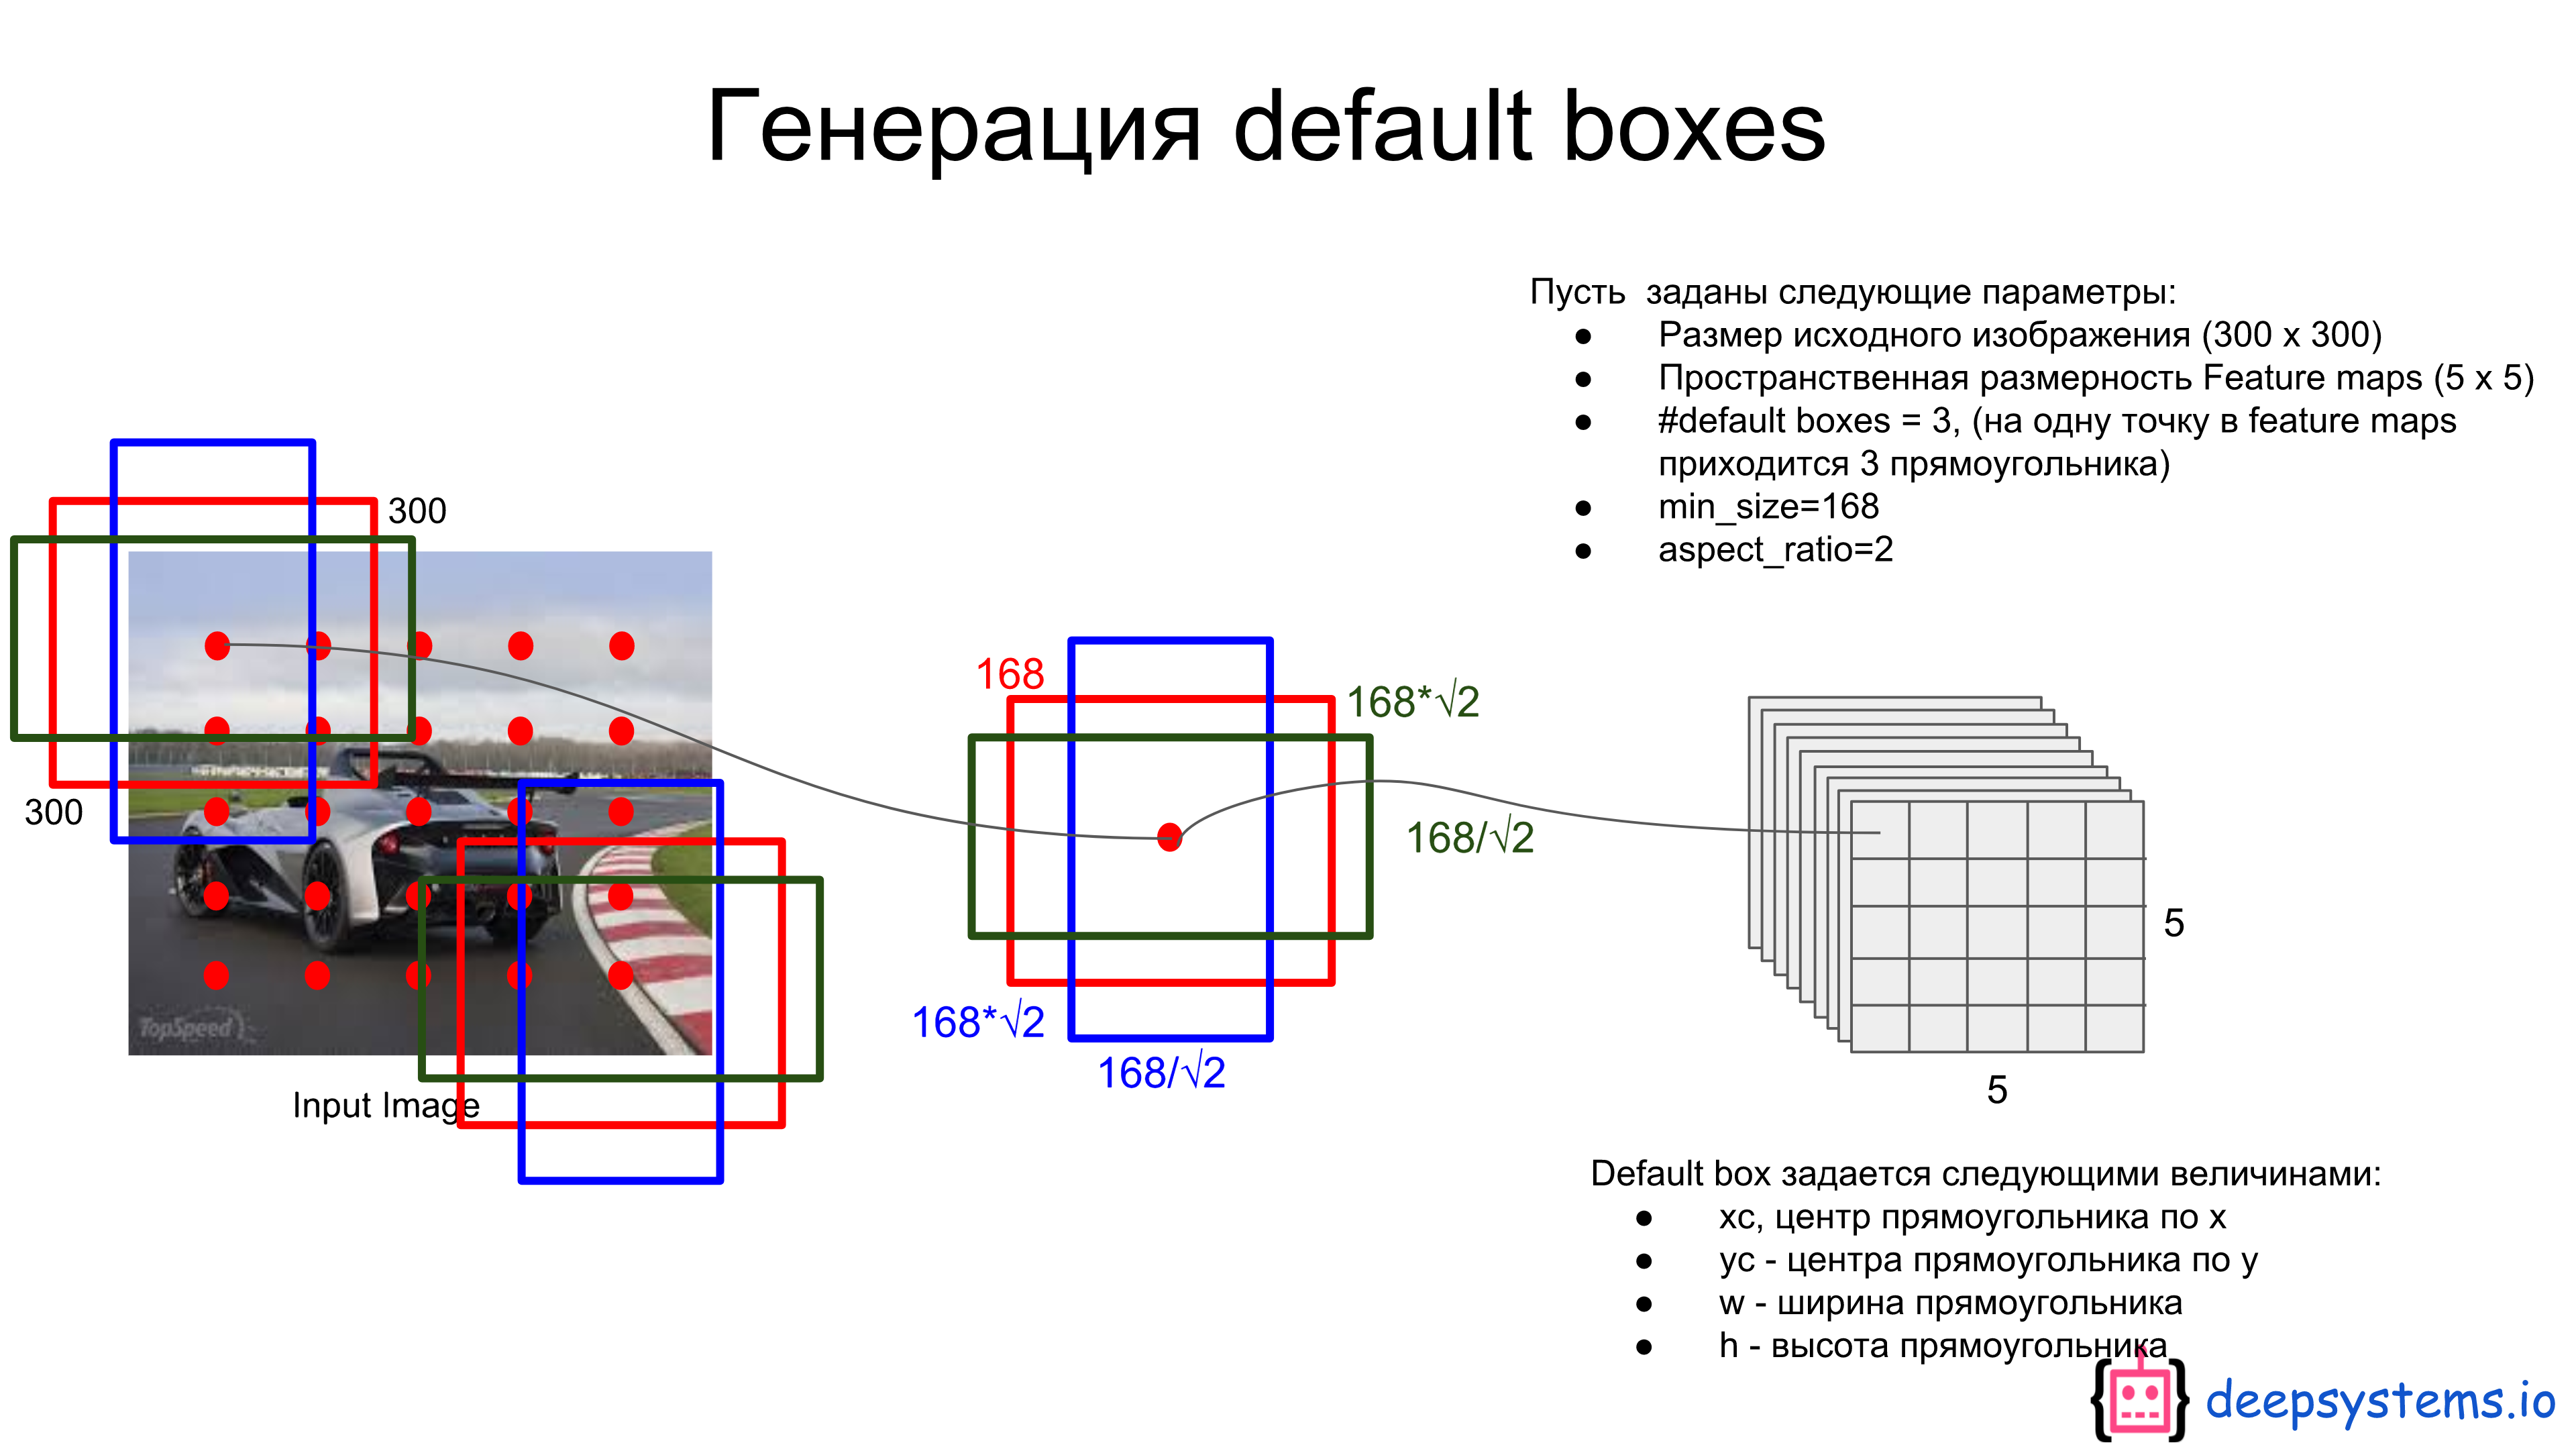 Генерация default boxes
Пусть  заданы следующие параметры:
● Размер исходного изображения (300 x 300)
● Пространственная размерность Feature maps (5 x 5)
● #default boxes = 3, (на одну точку в feature maps
приходится 3 прямоугольника)
● min_size=168
● aspect_ratio=2
300
300
TopSpeed
Input Image
168
168*√2
168/√2
168*√2
168/√2
5
5
Default box задается следующими величинами:
● xc, центр прямоугольника по x
● yc - центра прямоугольника по y
● w - ширина прямоугольника
● h - высота прямоугольника
deepsystems.io